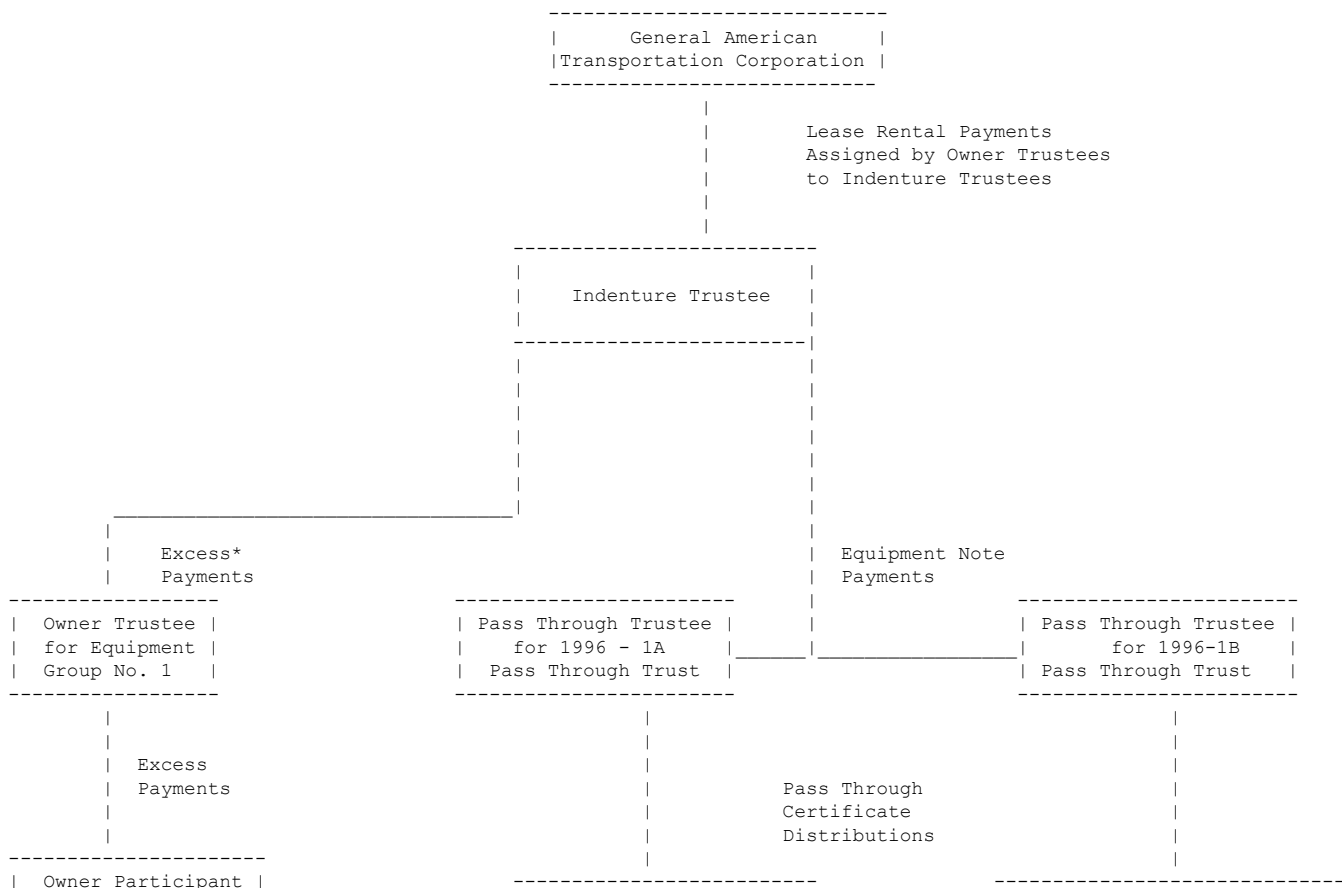 General American
Transportation Corporation
Lease Rental Payments
Assigned by Owner Trustees
to Indenture Trustees
Indenture Trustee
Excess*
Payments
Equipment Note
Payments
Owner Trustee
for Equipment
Group No. 1
Pass Through Trustee
for 1996 - 1A
Pass Through Trust
Pass Through Trustee
for 1996-1B
Pass Through Trust
Excess
Payments
Pass Through
Certificate
Distributions
Owner Participant